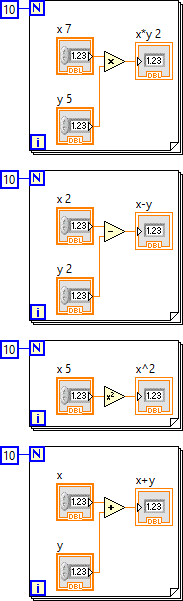 10 N
x 7
x*y 2
1.23 1.23
DBL DBL
y 5
1.23
DBL
i
10 N
x 2
x-y
1.23 1.23
DBL DBL
y 2
1.23
DBL
i
10 N
x 5
x^2
1.23 x² 1.23
DBL DBL
i
10 N
x
x+y
1.23 1.23
DBL DBL
y
1.23
DBL
i